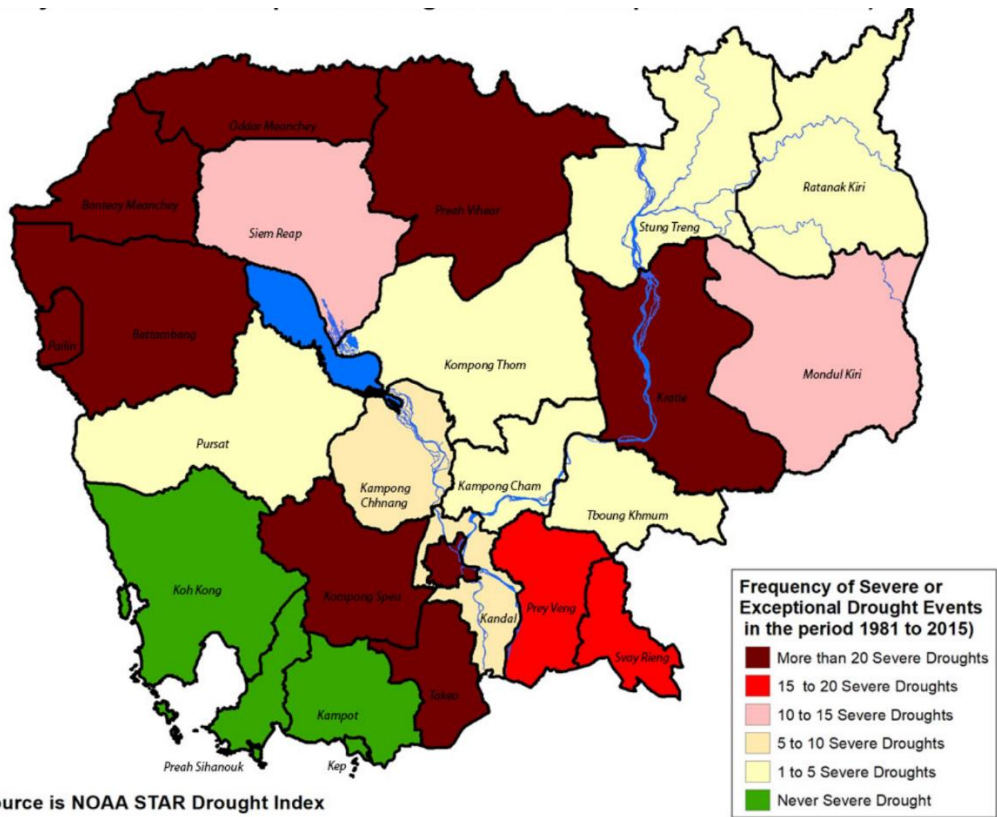 Oddar Meanchey
Banteay Meanchey
Siem Reap
Preah Vihear
Stung Treng
Ratanak Kiri
Pailin
Battambang
Kompong Thom
Kratie
Mondul Kiri
Pursat
Kampong
Chhnang
Kampong Cham
Tboung Khmum
Koh Kong
Kompong Speu
Kandal
Prey Veng
Svay Rieng
Takeo
Kampot
Preah Sihanouk
Kep
Frequency of Severe or
Exceptional Drought Events
in the period 1981 to 2015)
More than 20 Severe Droughts
15 to 20 Severe Droughts
10 to 15 Severe Droughts
5 to 10 Severe Droughts
1 to 5 Severe Droughts
Never Severe Drought
ource is NOAA STAR Drought Index